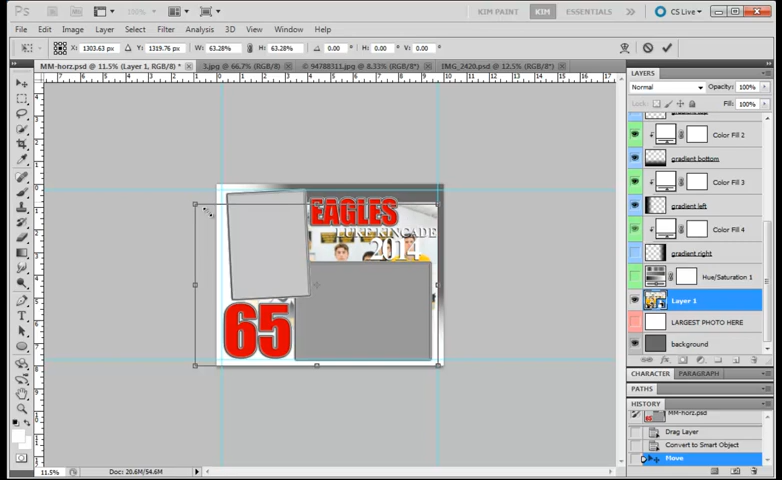 Ps 100% KIM PAINT KIM ESSENTIALS CS Live
File Edit Image Layer Select Filter Analysis 3D View Window Help
X: 1303.63 px Y: 1319.76 px W: 63.28% H: 63.28% 0.00 H: 0.00 V: 0.00
MM-horz.psd @ 11.5% (Layer 1, RGB/8) * 3.jpg @ 66.7% (RGB/8) © 94788311.jpg @ 8.33% (RGB/8*) IMG_2420.psd @ 12.5% (RGB/8*)
LAYERS
Normal Opacity: 100%
Lock: Fill: 100%
Color Fill 2
gradient bottom
Color Fill 3
gradient left
Color Fill 4
gradient right
Hue/Saturation 1
Layer 1
LARGEST PHOTO HERE
background
EAGLES
LUKE KINCADE
2014
65
CHARACTER PARAGRAPH
PATHS
HISTORY
MM-horz.psd
Drag Layer
Convert to Smart Object
Move
11.5% Doc: 20.6M/54.6M